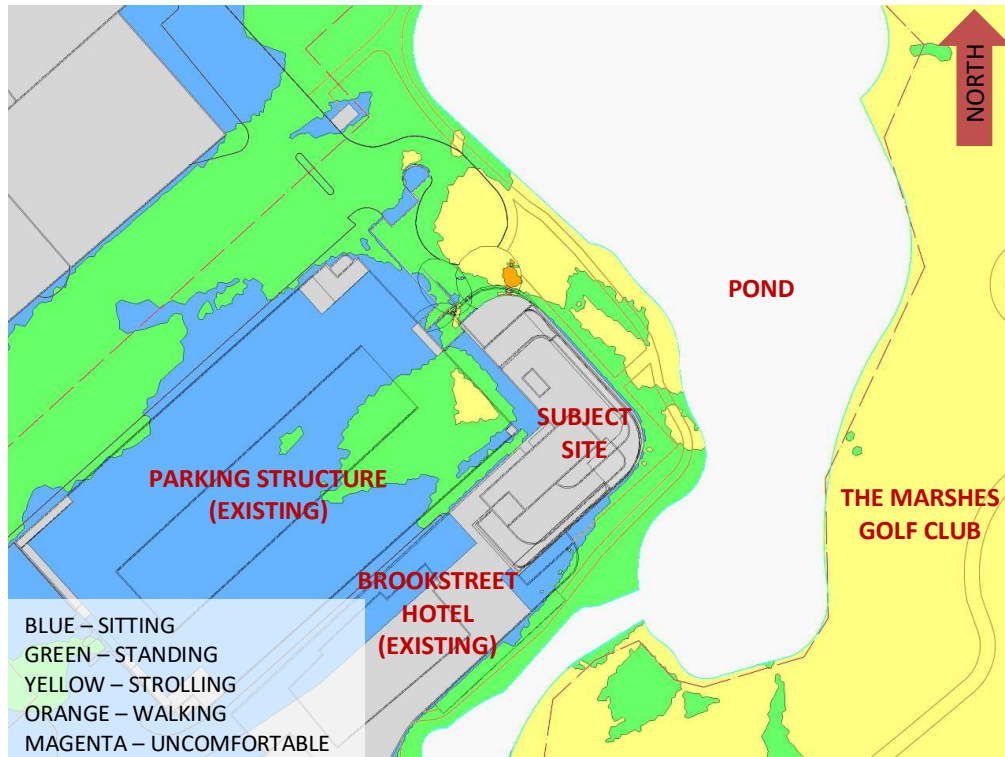 NORTH
POND
SUBJECT
SITE
PARKING STRUCTURE
(EXISTING)
THE MARSHES
GOLF CLUB
BROOKSTREET
HOTEL
(EXISTING)
BLUE – SITTING
GREEN – STANDING
YELLOW – STROLLING
ORANGE – WALKING
MAGENTA – UNCOMFORTABLE